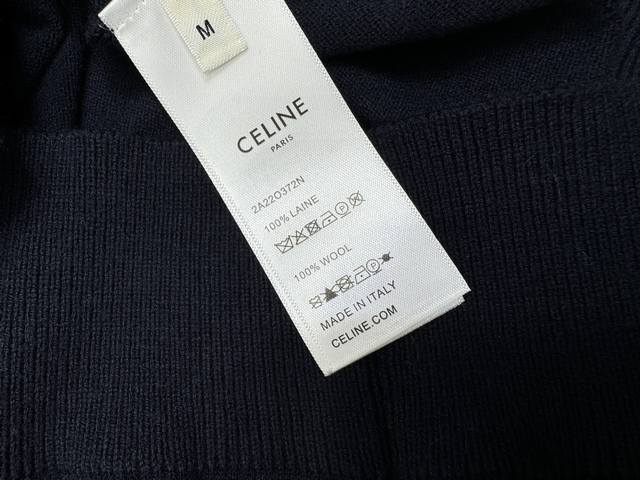 M
CELINE
PARIS
2A22O372N
100% LAINE
100% WOOL
MADE IN ITALY
CELINE.COM